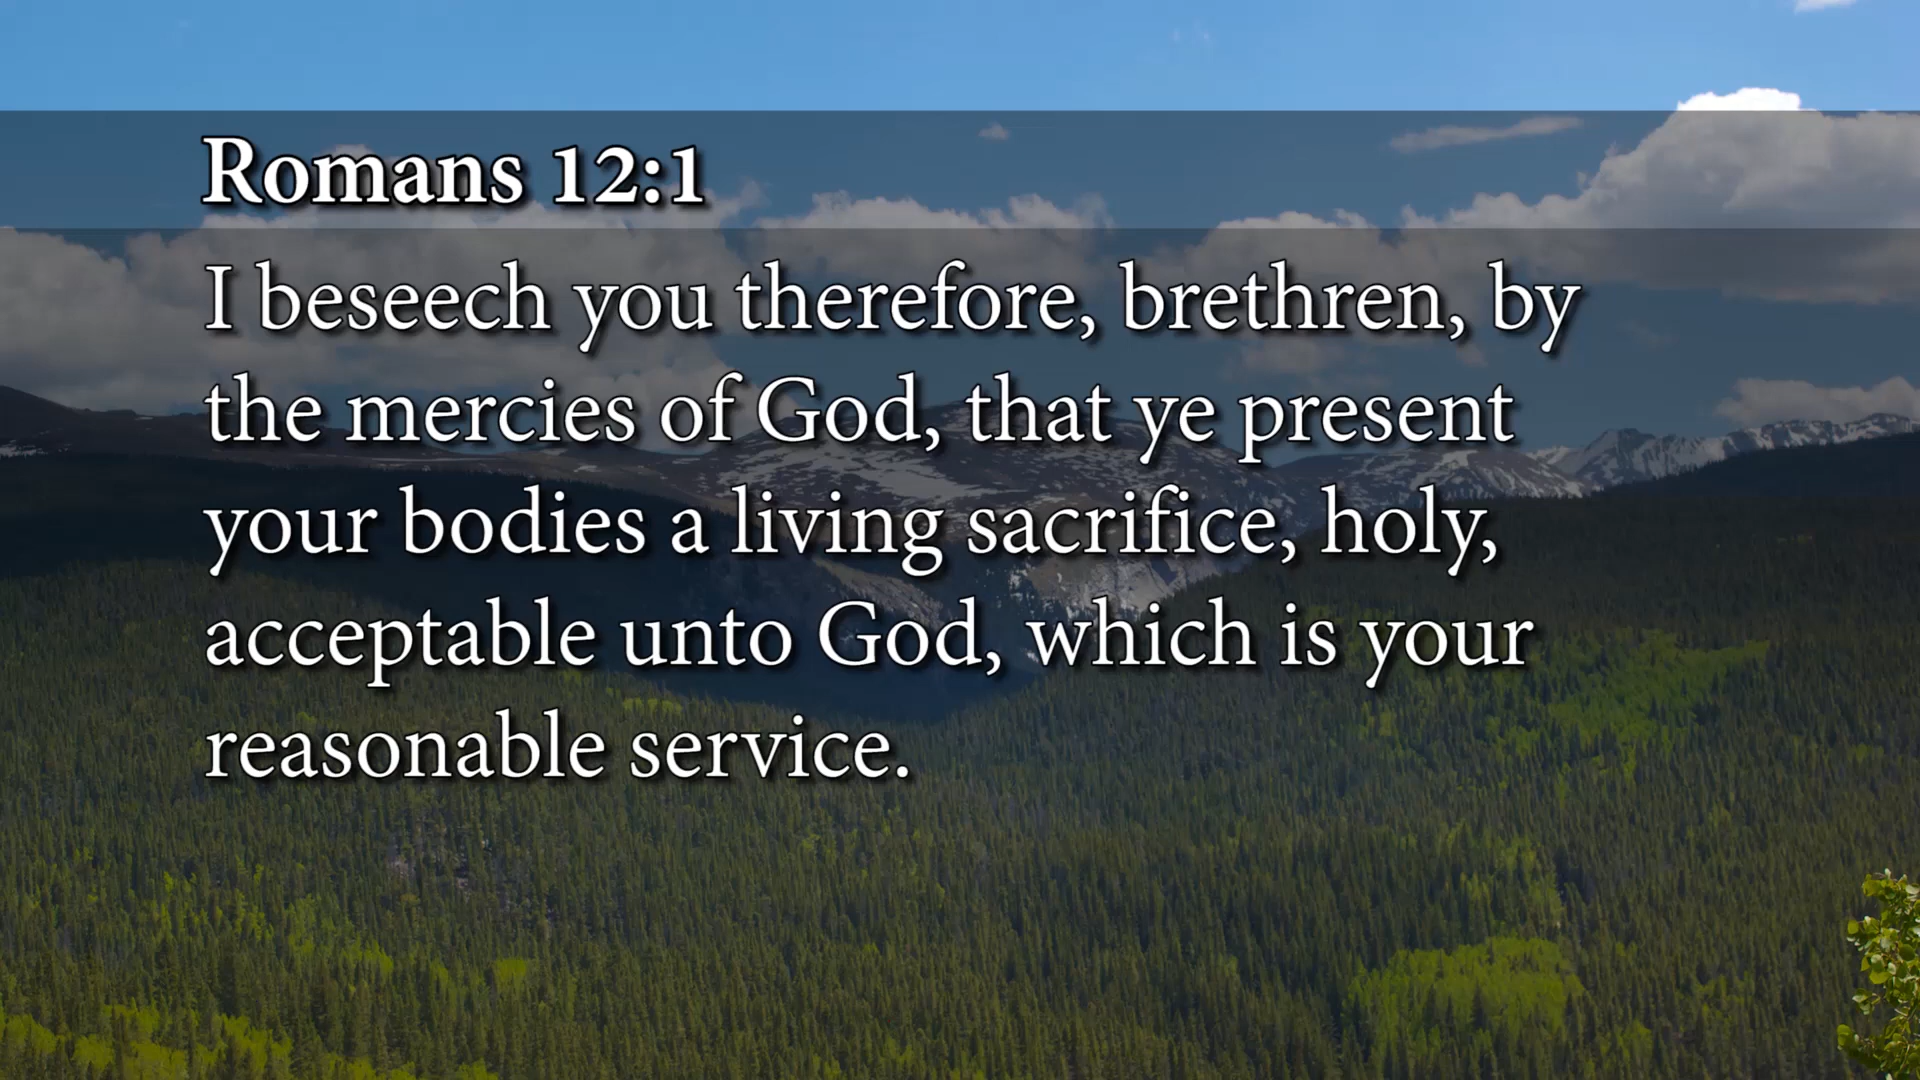 Romans 12:1
I beseech you therefore, brethren, by
the mercies of God, that ye present
your bodies a living sacrifice, holy,
acceptable unto God, which is your
reasonable service.